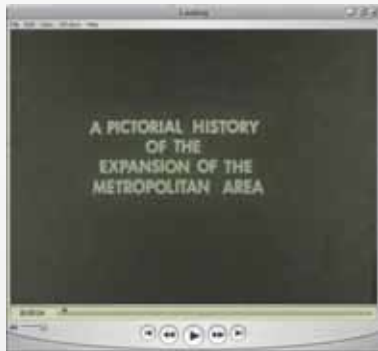 A PICTORIAL HISTORY
OF THE
EXPANSION OF THE
METROPOLITAN AREA